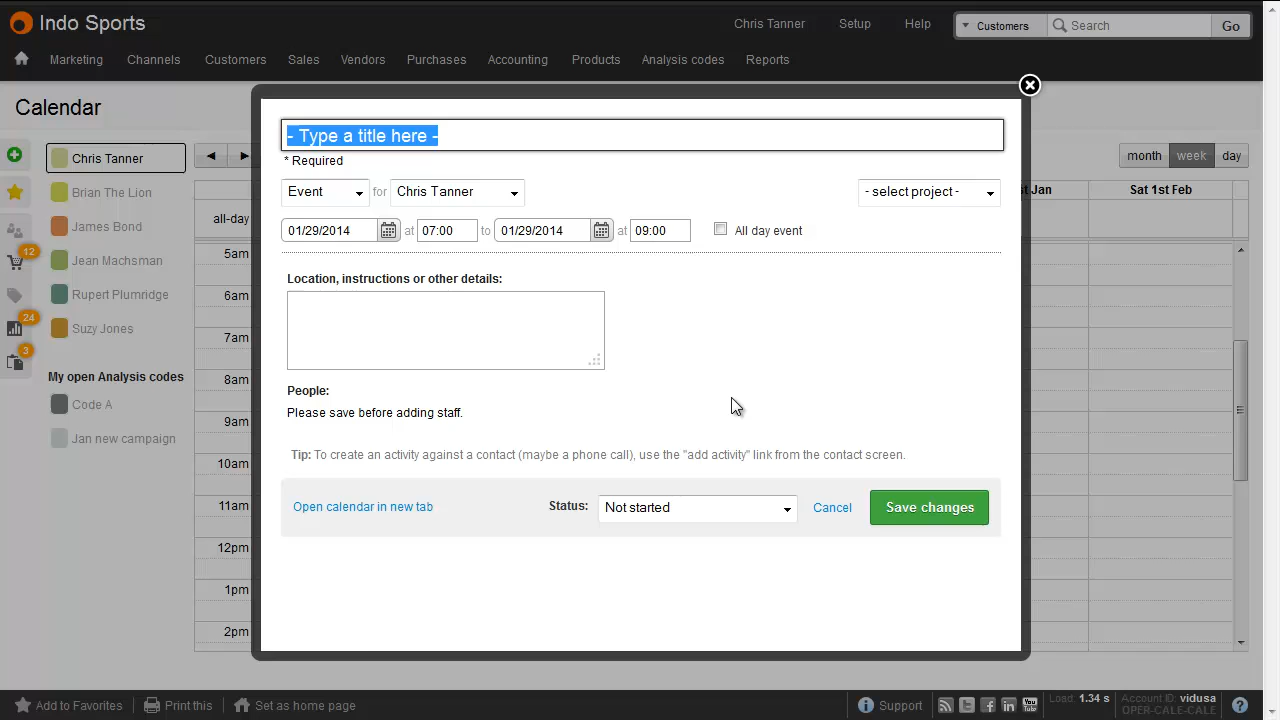 Indo Sports
Chris Tanner Setup Help Customers Search Go
Marketing Channels Customers Sales Vendors Purchases Accounting Products Analysis codes Reports
Calendar
- Type a title here -
* Required
Chris Tanner
month week day
Event for Chris Tanner - select project -
Brian The Lion
t Jan Sat 1st Feb
all-day
01/29/2014 at 07:00 to 01/29/2014 at 09:00 All day event
James Bond
12
5am
Jean Machsman
Location, instructions or other details:
6am
Rupert Plumridge
24
Suzy Jones
7am
3
My open Analysis codes
8am
People:
Code A
Please save before adding staff.
9am
Jan new campaign
Tip: To create an activity against a contact (maybe a phone call), use the "add activity" link from the contact screen.
10am
11am
Open calendar in new tab Status: Not started Cancel Save changes
12pm
1pm
2pm
Add to Favorites Print this Set as home page Support You Tube Load: 1.34 s Account ID: vidusa
OPER-CALE-CALE